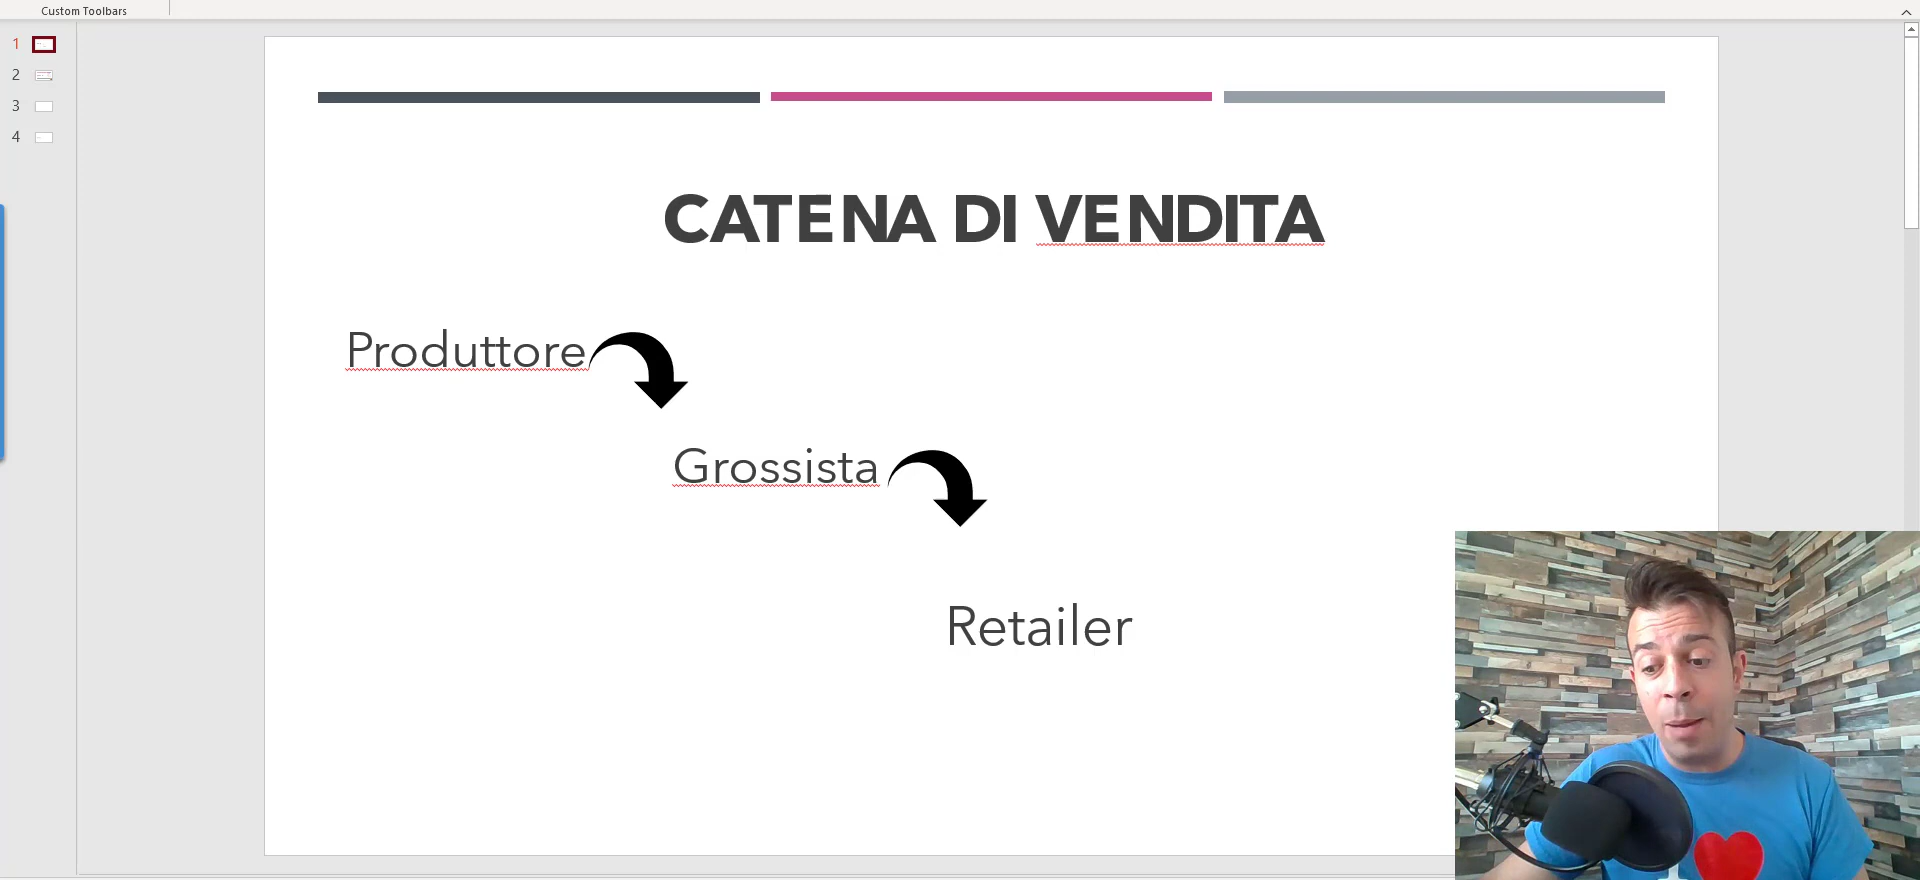 Custom Toolbars
1
2
3
4
CATENA DI VENDITA
Produttore
Grossista
Retailer